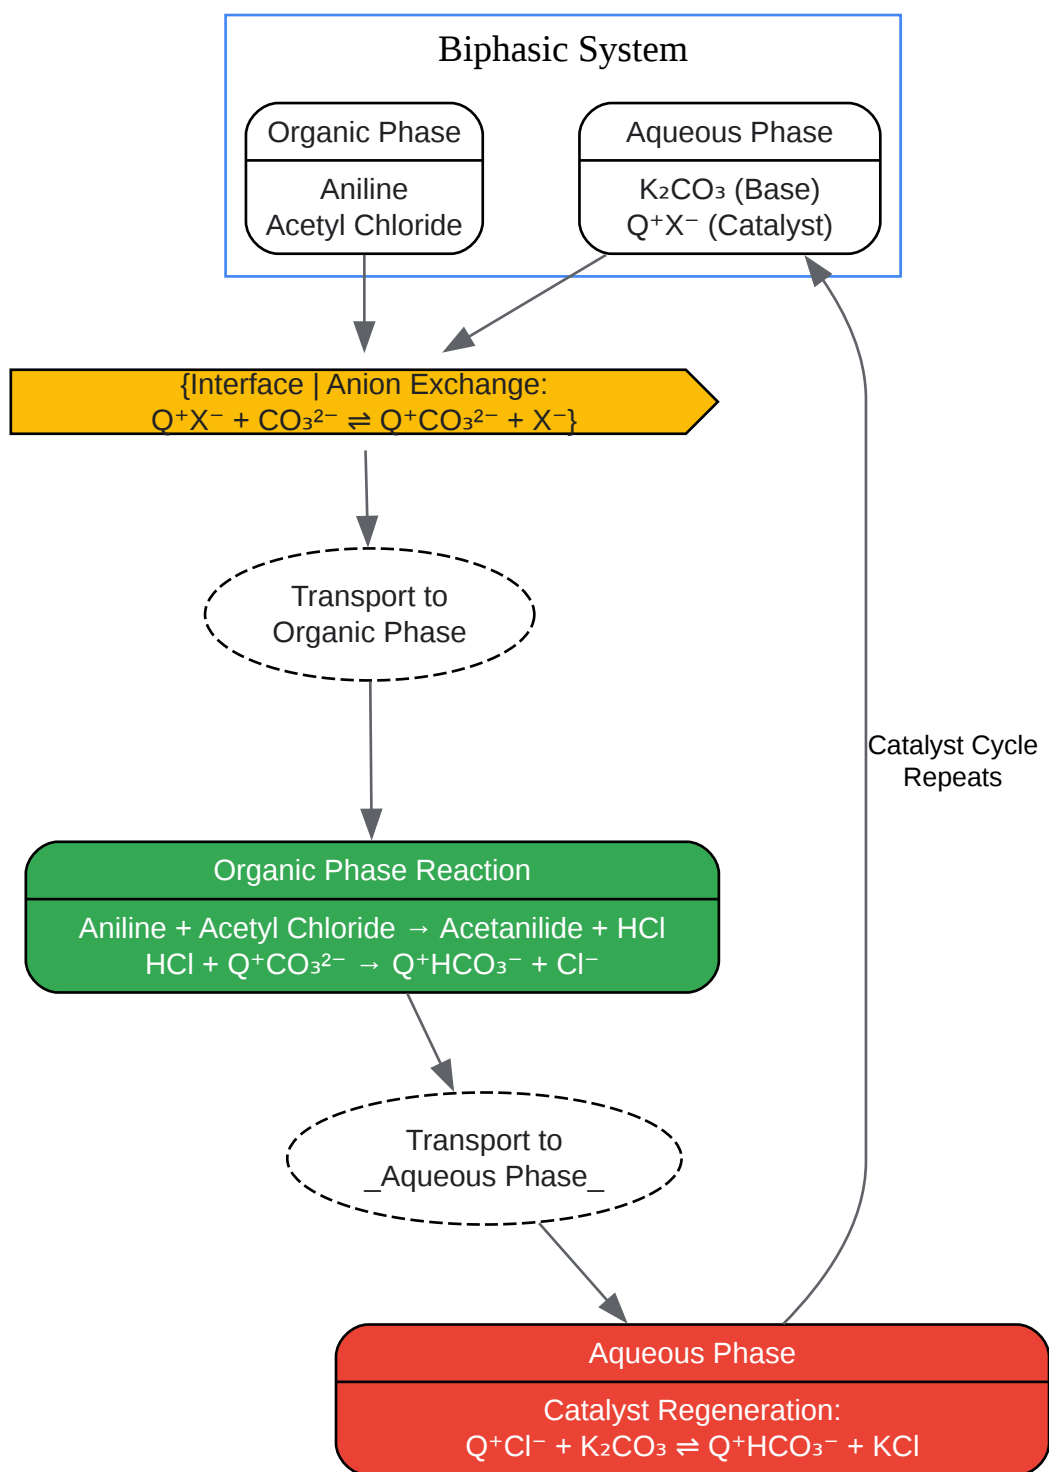 Biphasic System
Organic Phase
Aniline
Acetyl Chloride
Aqueous Phase
K₂CO₃ (Base)
Q⁺X⁻ (Catalyst)
{Interface | Anion Exchange:
Q⁺X⁻ + CO₃²⁻ ⇌ Q⁺CO₃²⁻ + X⁻}
Transport to
Organic Phase
Catalyst Cycle
Repeats
Organic Phase Reaction
Aniline + Acetyl Chloride → Acetanilide + HCl
HCl + Q⁺CO₃²⁻ → Q⁺HCO₃⁻ + Cl⁻
Transport to
_Aqueous Phase_
Aqueous Phase
Catalyst Regeneration:
Q⁺Cl⁻ + K₂CO₃ ⇌ Q⁺HCO₃⁻ + KCl